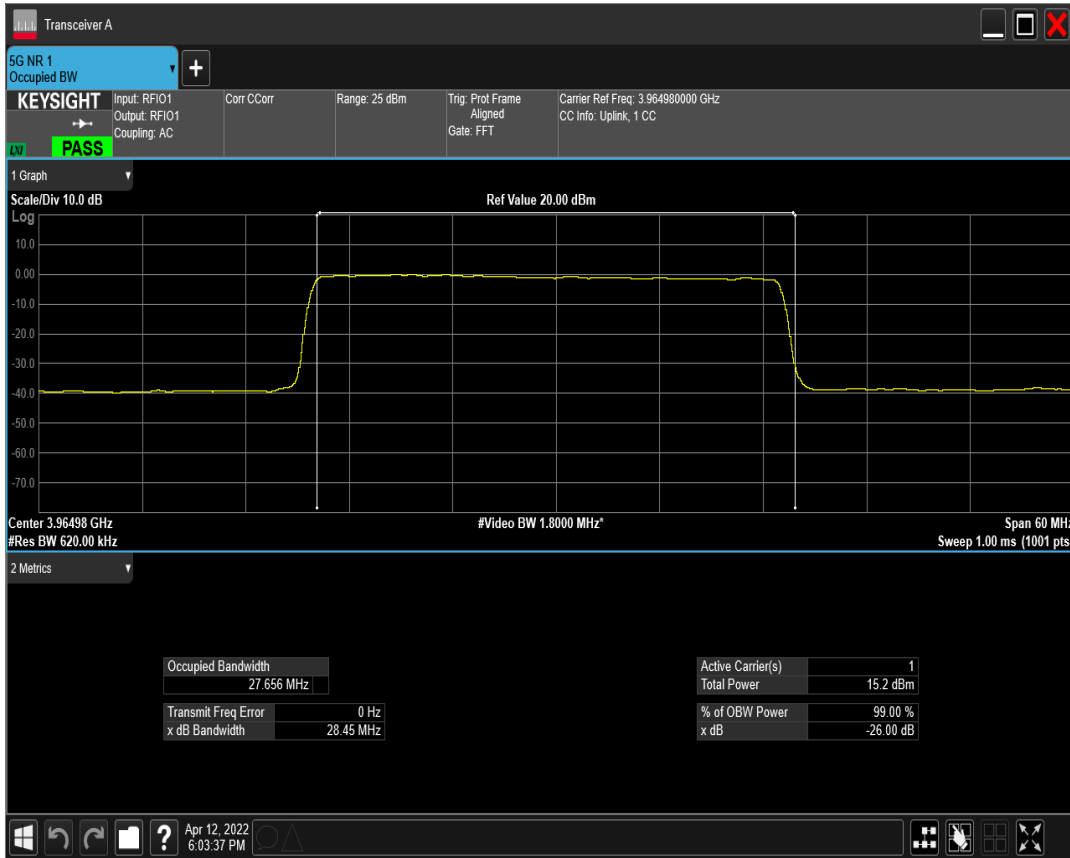 Transceiver A
5G NR 1
Occupied BW
KEYSIGHT
LXI
PASS
Input: RFIO1
Output: RFIO1
Coupling: AC
Corr CCorr
Range: 25 dBm
Trig: Prot Frame
Aligned
Gate: FFT
Carrier Ref Freq: 3.964980000 GHz
CC Info: Uplink, 1 CC
1 Graph
Scale/Div 10.0 dB
Ref Value 20.00 dBm
Log
10.0
0.00
-10.0
-20.0
-30.0
-40.0
-50.0
-60.0
-70.0
Center 3.96498 GHz
#Video BW 1.8000 MHz*
Span 60 MHz
#Res BW 620.00 kHz
Sweep 1.00 ms (1001 pts
2 Metrics
Occupied Bandwidth
27.656 MHz
Transmit Freq Error 0 Hz
x dB Bandwidth 28.45 MHz
Active Carrier(s) 1
Total Power 15.2 dBm
% of OBW Power 99.00 %
x dB -26.00 dB
?
Apr 12, 2022
6:03:37 PM